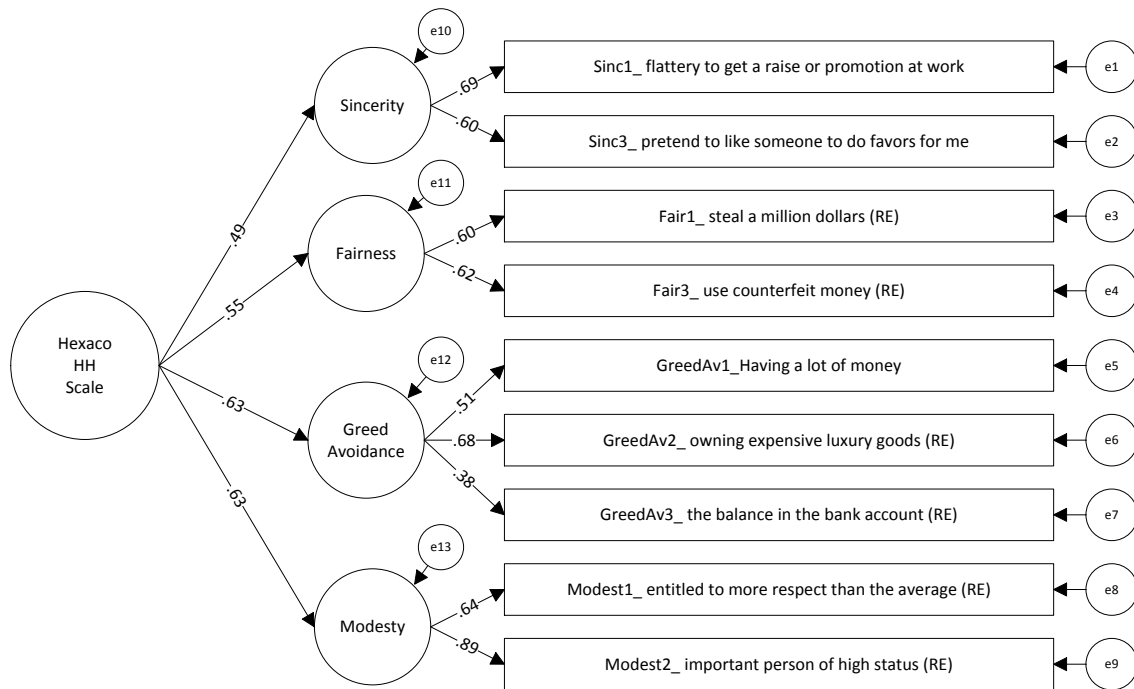 e10
Sinc1_ flattery to get a raise or promotion at work
e1
.69
Sincerity
.60
Sinc3_ pretend to like someone to do favors for me
e2
e11
Fair1_ steal a million dollars (RE)
e3
.49
.60
Fairness
.62
Fair3_ use counterfeit money (RE)
e4
.55
Hexaco
HH
Scale
e12
GreedAv1_Having a lot of money
e5
.63
.51
Greed
Avoidance
.68
GreedAv2_ owning expensive luxury goods (RE)
e6
.38
.63
GreedAv3_ the balance in the bank account (RE)
e7
e13
Modest1_ entitled to more respect than the average (RE)
e8
.64
Modesty
.89
Modest2_ important person of high status (RE)
e9